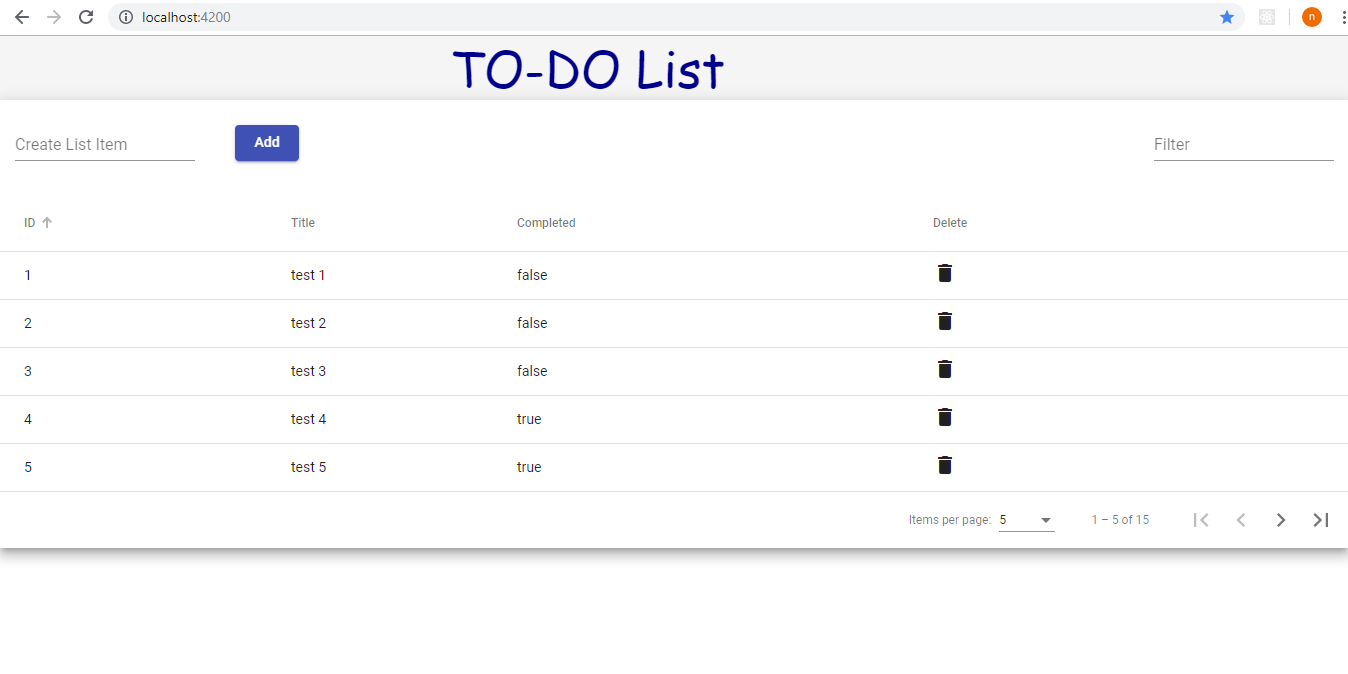 localhost:4200
n
TO-DO List
Create List Item
Add
Filter
ID Title Completed Delete
1 test 1 false
2 test 2 false
3 test 3 false
4 test 4 true
5 test 5 true
Items per page: 5 1 – 5 of 15